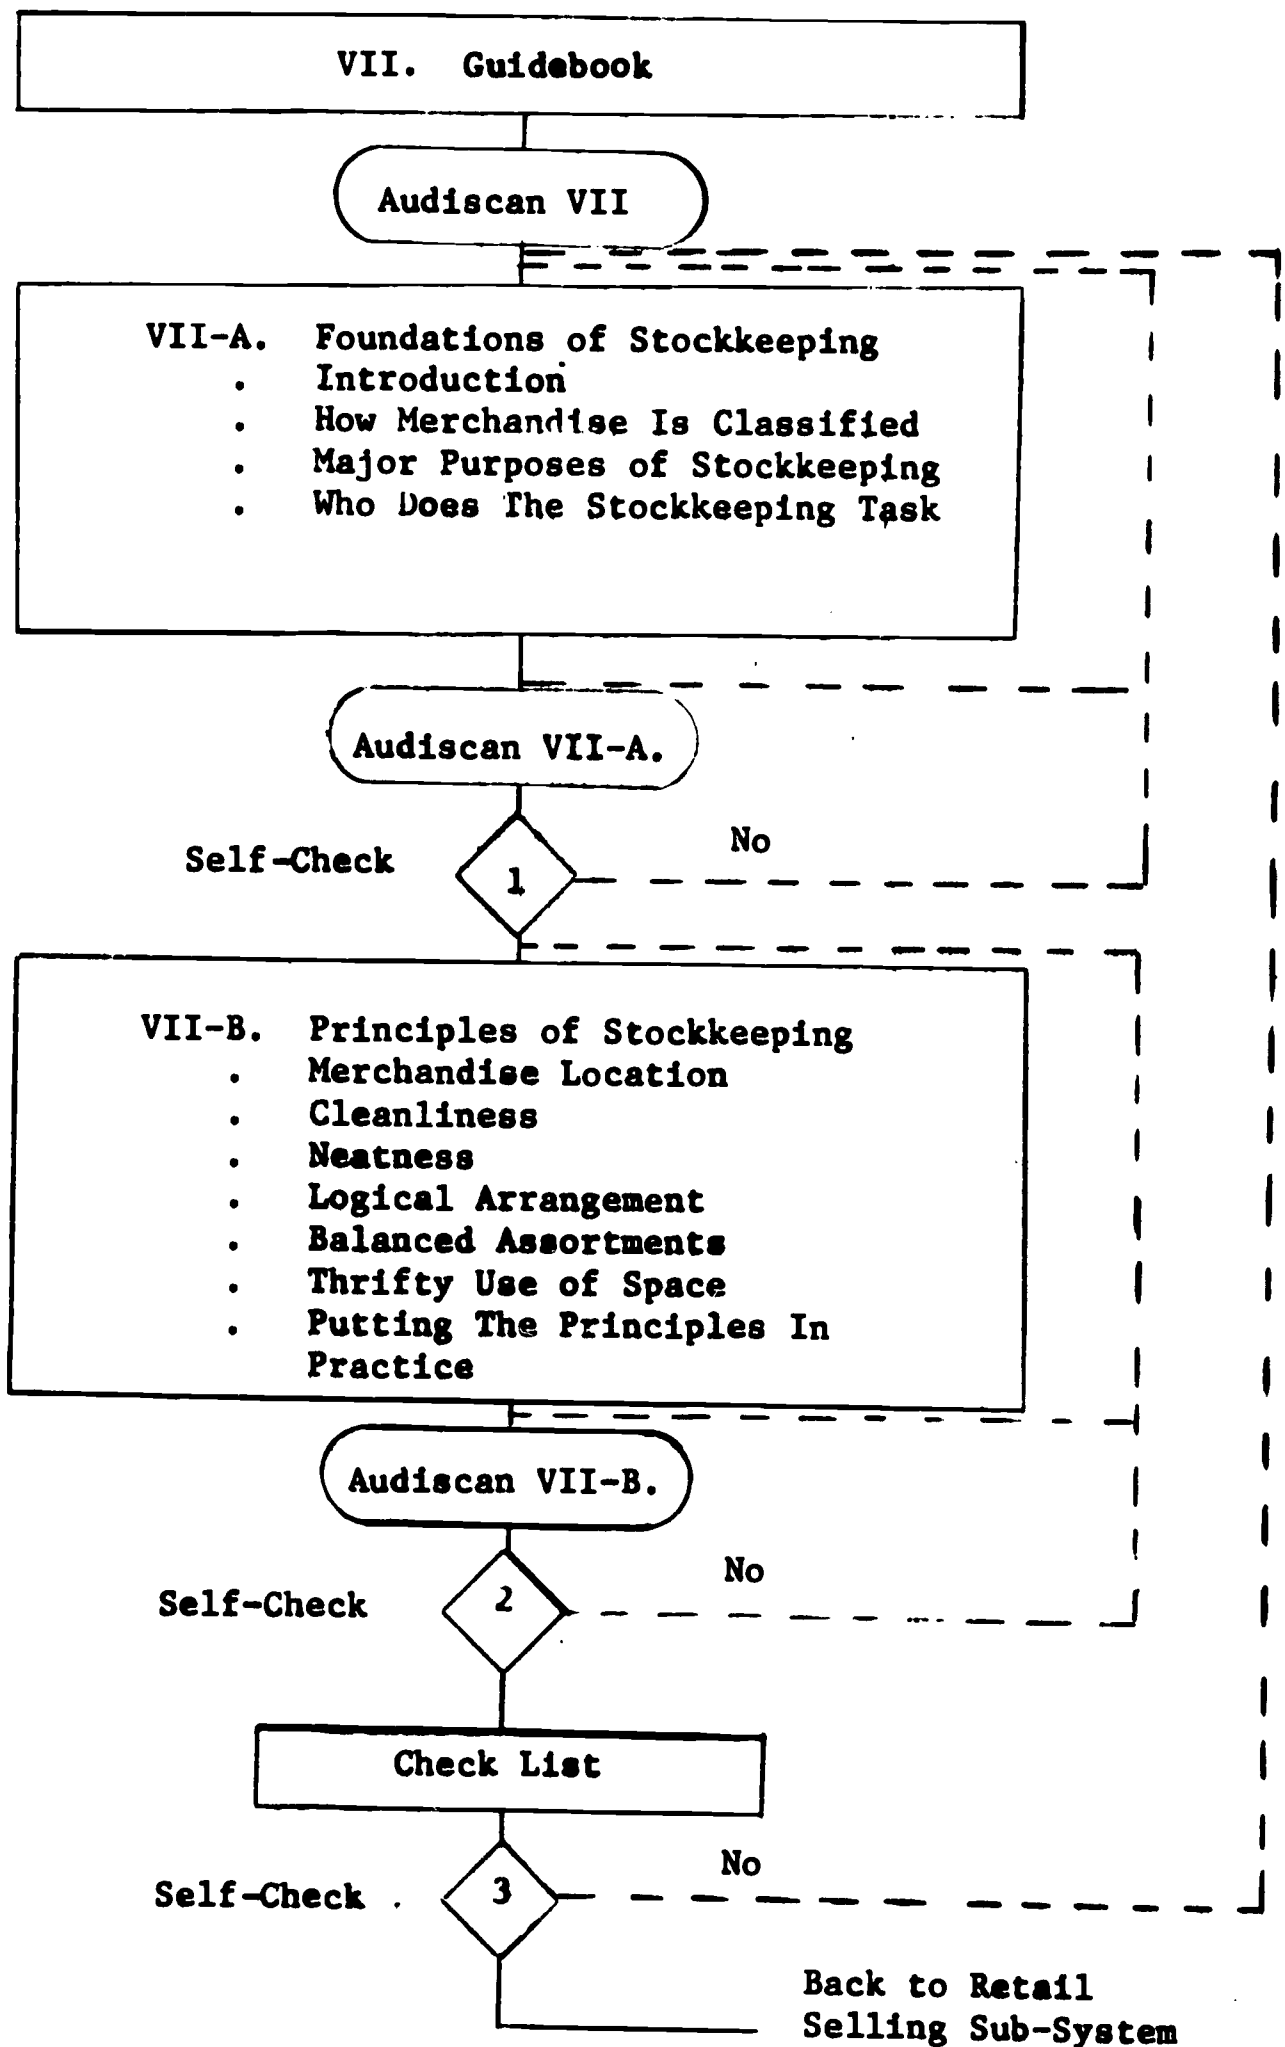 VII. Guidebook
Audiscan VII
VII-A. Foundations of Stockkeeping
. Introduction
. How Merchandise Is Classified
. Major Purposes of Stockkeeping
. Who Does The Stockkeeping Task
Audiscan VII-A.
No
Self-Check
1
VII-B. Principles of Stockkeeping
. Merchandise Location
. Cleanliness
. Neatness
. Logical Arrangement
. Balanced Assortments
. Thrifty Use of Space
. Putting The Principles In
Practice
Audiscan VII-B.
No
Self-Check
2
Check List
No
Self-Check
3
Back to Retail
Selling Sub-System